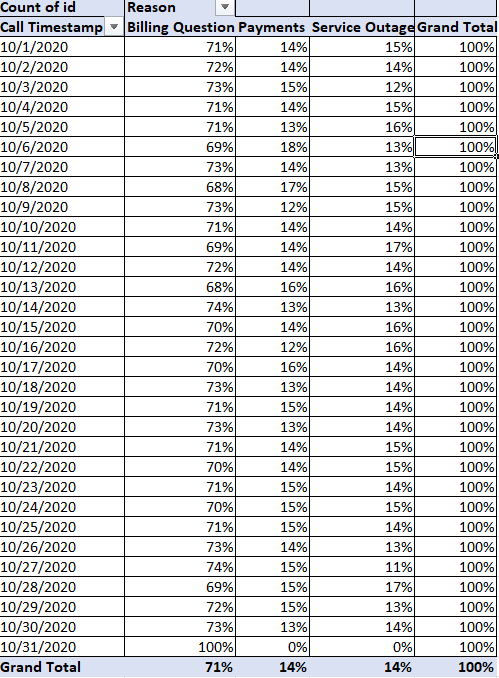 Count of id Reason
Call Timestamp Billing Question Payments Service Outage Grand Total
10/1/2020 71% 14% 15% 100%
10/2/2020 72% 14% 14% 100%
10/3/2020 73% 15% 12% 100%
10/4/2020 71% 14% 15% 100%
10/5/2020 71% 13% 16% 100%
10/6/2020 69% 18% 13% 100%
10/7/2020 73% 14% 13% 100%
10/8/2020 68% 17% 15% 100%
10/9/2020 73% 12% 15% 100%
10/10/2020 71% 14% 14% 100%
10/11/2020 69% 14% 17% 100%
10/12/2020 72% 14% 14% 100%
10/13/2020 68% 16% 16% 100%
10/14/2020 74% 13% 13% 100%
10/15/2020 70% 14% 16% 100%
10/16/2020 72% 12% 16% 100%
10/17/2020 70% 16% 14% 100%
10/18/2020 73% 13% 14% 100%
10/19/2020 71% 15% 14% 100%
10/20/2020 73% 13% 14% 100%
10/21/2020 71% 14% 15% 100%
10/22/2020 70% 14% 15% 100%
10/23/2020 71% 15% 14% 100%
10/24/2020 70% 15% 15% 100%
10/25/2020 71% 15% 14% 100%
10/26/2020 73% 14% 13% 100%
10/27/2020 74% 15% 11% 100%
10/28/2020 69% 15% 17% 100%
10/29/2020 72% 15% 13% 100%
10/30/2020 73% 13% 14% 100%
10/31/2020 100% 0% 0% 100%
Grand Total 71% 14% 14% 100%